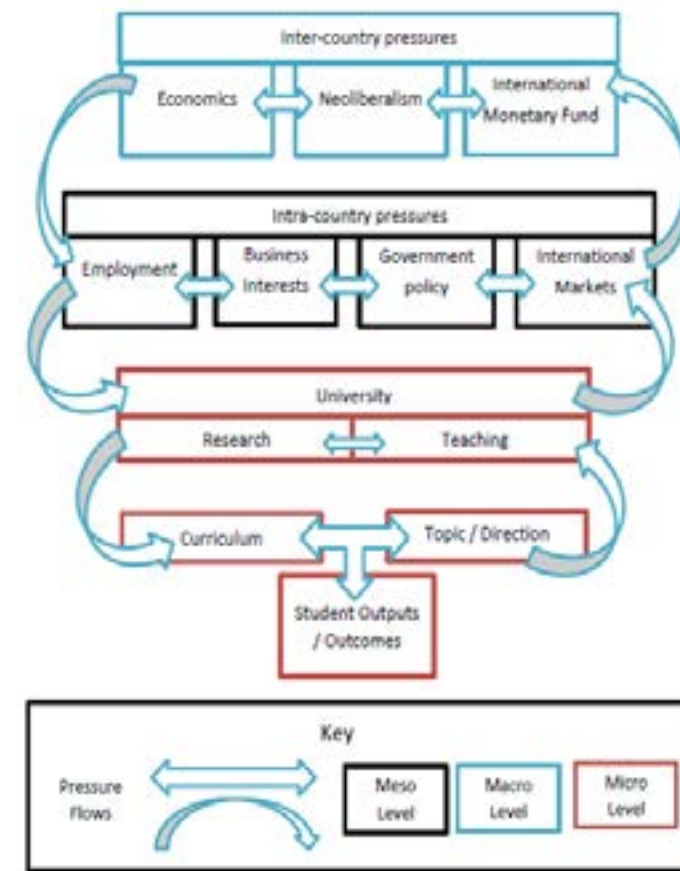 Inter-country pressures
Economics
Neoliberalism
International
Monetary Fund
Intra-country pressures
Employment
Business
Interests
Government
policy
International
Markets
University
Research
Teaching
Curriculum
Topic / Direction
Student Outputs
/ Outcomes
Key
Pressure
Flows
Meso
Level
Macro
Level
Micro
Level